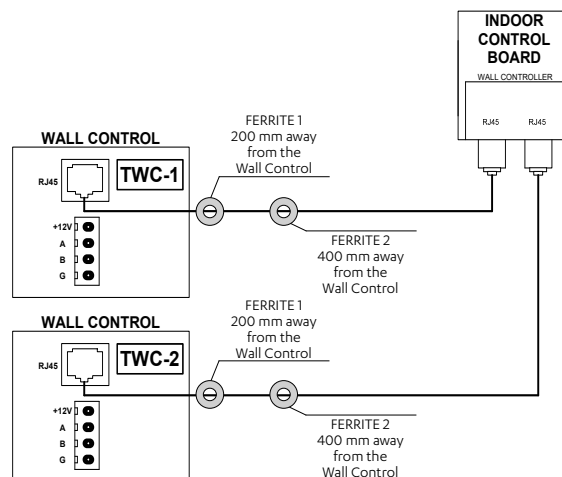 INDOOR
CONTROL
BOARD
WALL CONTROLLER
RJ45 RJ45
WALL CONTROL
RJ45
TWC-1
+12V
A
B
G
FERRITE 1
200 mm away
from the
Wall Control
FERRITE 2
400 mm away
from the
Wall Control
WALL CONTROL
RJ45
TWC-2
+12V
A
B
G
FERRITE 1
200 mm away
from the
Wall Control
FERRITE 2
400 mm away
from the
Wall Control